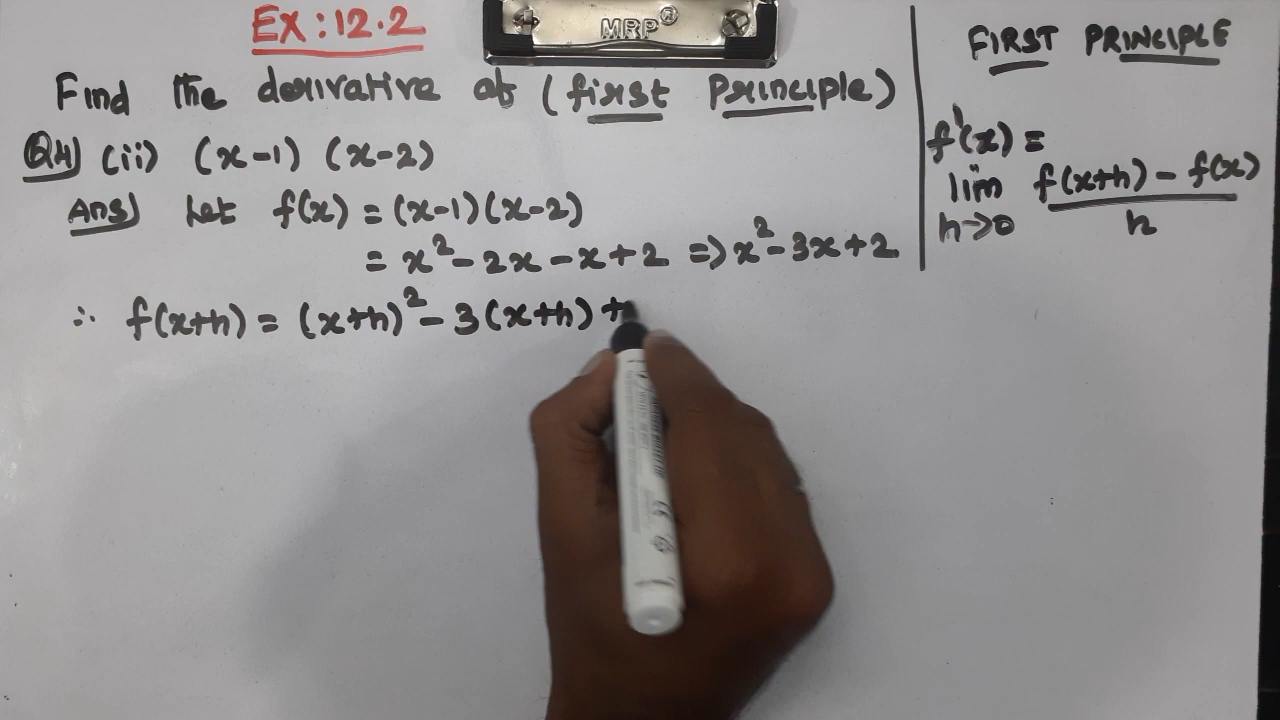 EX : 12.2
MRP®
Find the derivative of (first principle)
Q4) (ii) (x-1) (x-2)
Ans) Let f(x) = (x-1)(x-2)
= x² - 2x - x + 2 => x² - 3x + 2
∴ f(x+h) = (x+h)² - 3(x+h) +
FIRST PRINCIPLE
f'(x) =
lim f(x+h) - f(x)
h→0 h